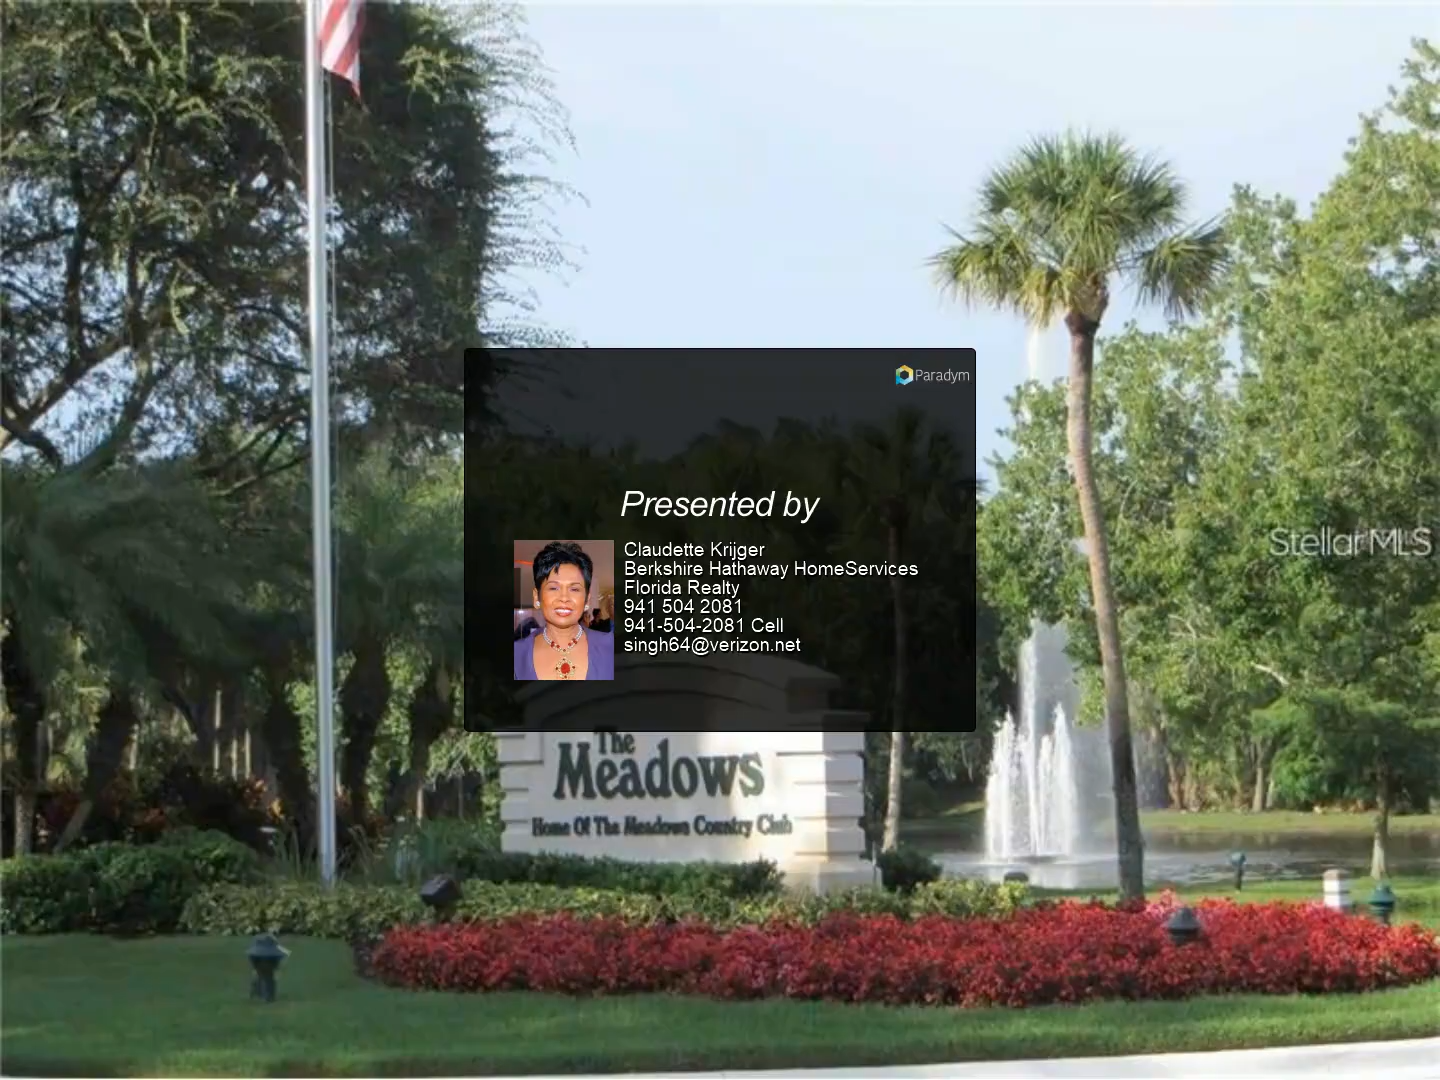 Paradym
Presented by
Claudette Krijger
Berkshire Hathaway HomeServices
Florida Realty
941 504 2081
941-504-2081 Cell
singh64@verizon.net
StellarMLS
The
Meadows
Home Of The Meadows Country Club